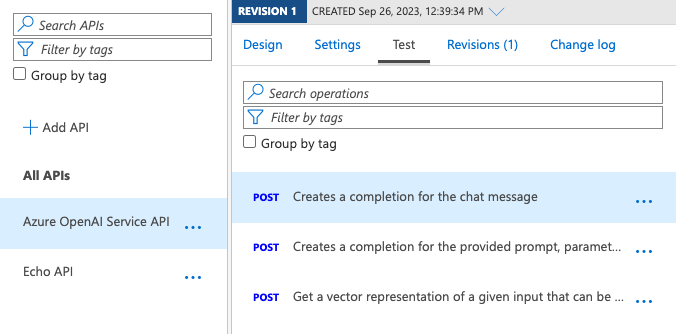 Search APIs
Filter by tags
Group by tag
Add API
All APIs
Azure OpenAI Service API ...
Echo API ...
REVISION 1 CREATED Sep 26, 2023, 12:39:34 PM
Design Settings Test Revisions (1) Change log
Search operations
Filter by tags
Group by tag
POST Creates a completion for the chat message ...
POST Creates a completion for the provided prompt, paramet... ...
POST Get a vector representation of a given input that can be ... ...